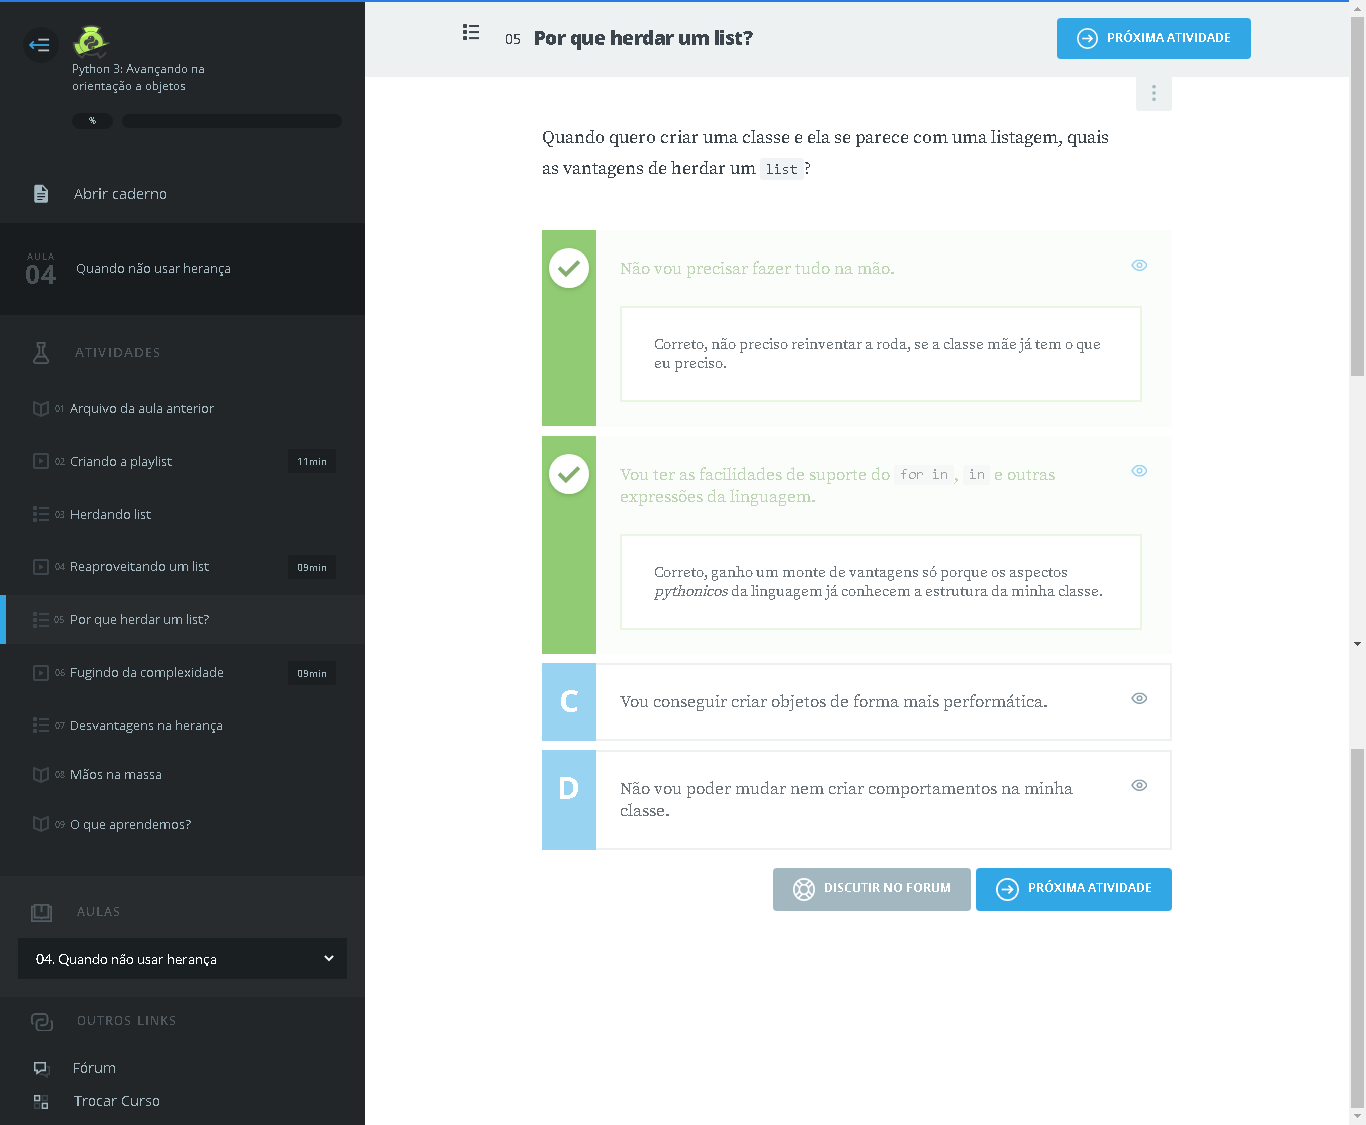 Python 3: Avançando na
orientação a objetos
%
Abrir caderno
AULA
04
Quando não usar herança
ATIVIDADES
01 Arquivo da aula anterior
02 Criando a playlist 11min
03 Herdando list
04 Reaproveitando um list 09min
05 Por que herdar um list?
06 Fugindo da complexidade 09min
07 Desvantagens na herança
08 Mãos na massa
09 O que aprendemos?
AULAS
04. Quando não usar herança
OUTROS LINKS
Fórum
Trocar Curso
05 Por que herdar um list?
PRÓXIMA ATIVIDADE
Quando quero criar uma classe e ela se parece com uma listagem, quais
as vantagens de herdar um list?
Não vou precisar fazer tudo na mão.
Correto, não preciso reinventar a roda, se a classe mãe já tem o que
eu preciso.
Vou ter as facilidades de suporte do for in, in e outras
expressões da linguagem.
Correto, ganho um monte de vantagens só porque os aspectos
pythonicos da linguagem já conhecem a estrutura da minha classe.
C
Vou conseguir criar objetos de forma mais performática.
D
Não vou poder mudar nem criar comportamentos na minha
classe.
DISCUTIR NO FORUM
PRÓXIMA ATIVIDADE